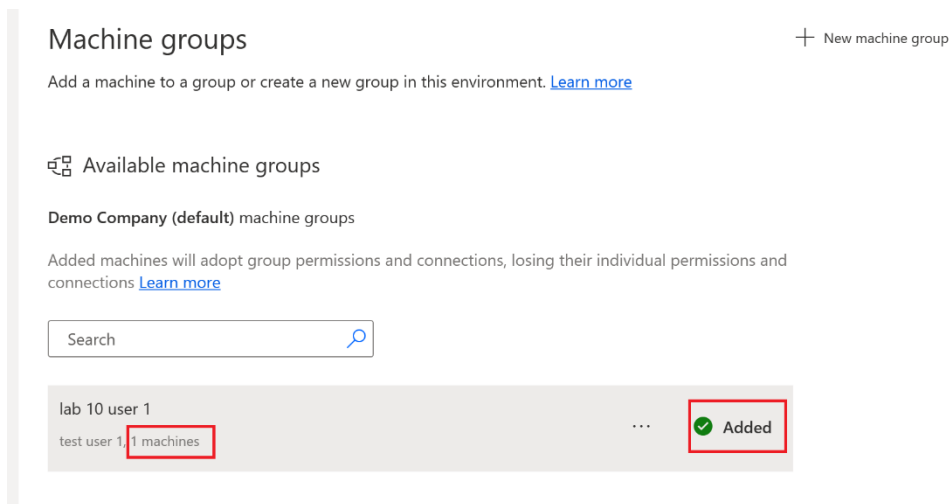 Machine groups
+ New machine group
Add a machine to a group or create a new group in this environment. Learn more
Available machine groups
Demo Company (default) machine groups
Added machines will adopt group permissions and connections, losing their individual permissions and
connections Learn more
Search
lab 10 user 1
test user 1, 1 machines
... Added